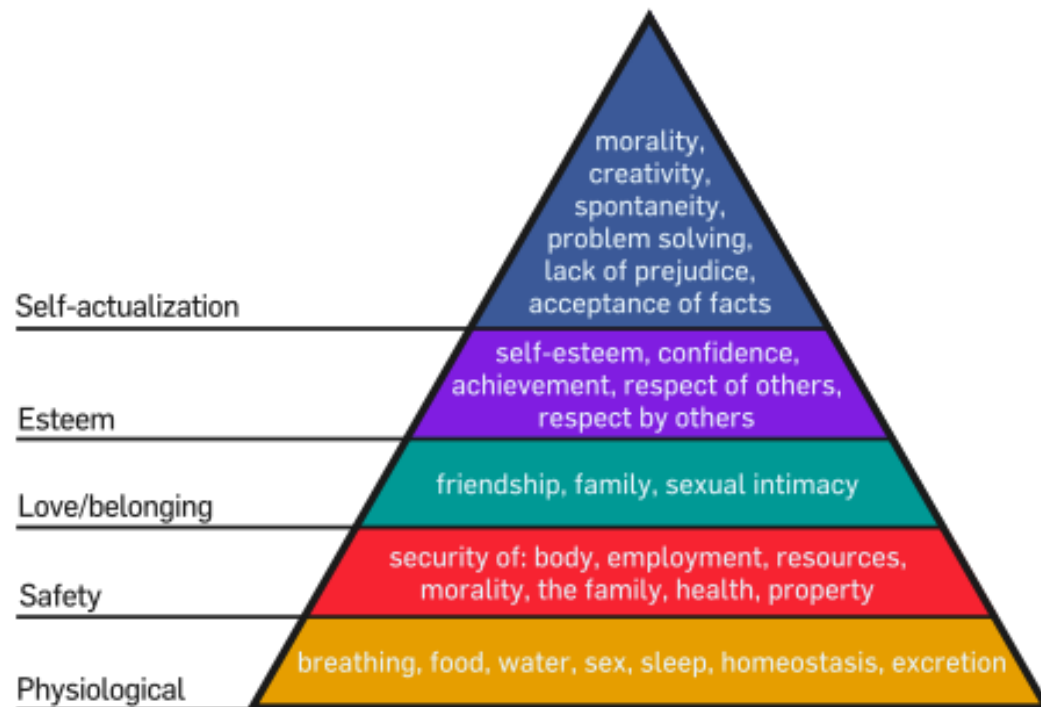 morality,
creativity,
spontaneity,
problem solving,
lack of prejudice,
acceptance of facts
Self-actualization
self-esteem, confidence,
achievement, respect of others,
respect by others
Esteem
friendship, family, sexual intimacy
Love/belonging
security of: body, employment, resources,
morality, the family, health, property
Safety
breathing, food, water, sex, sleep, homeostasis, excretion
Physiological